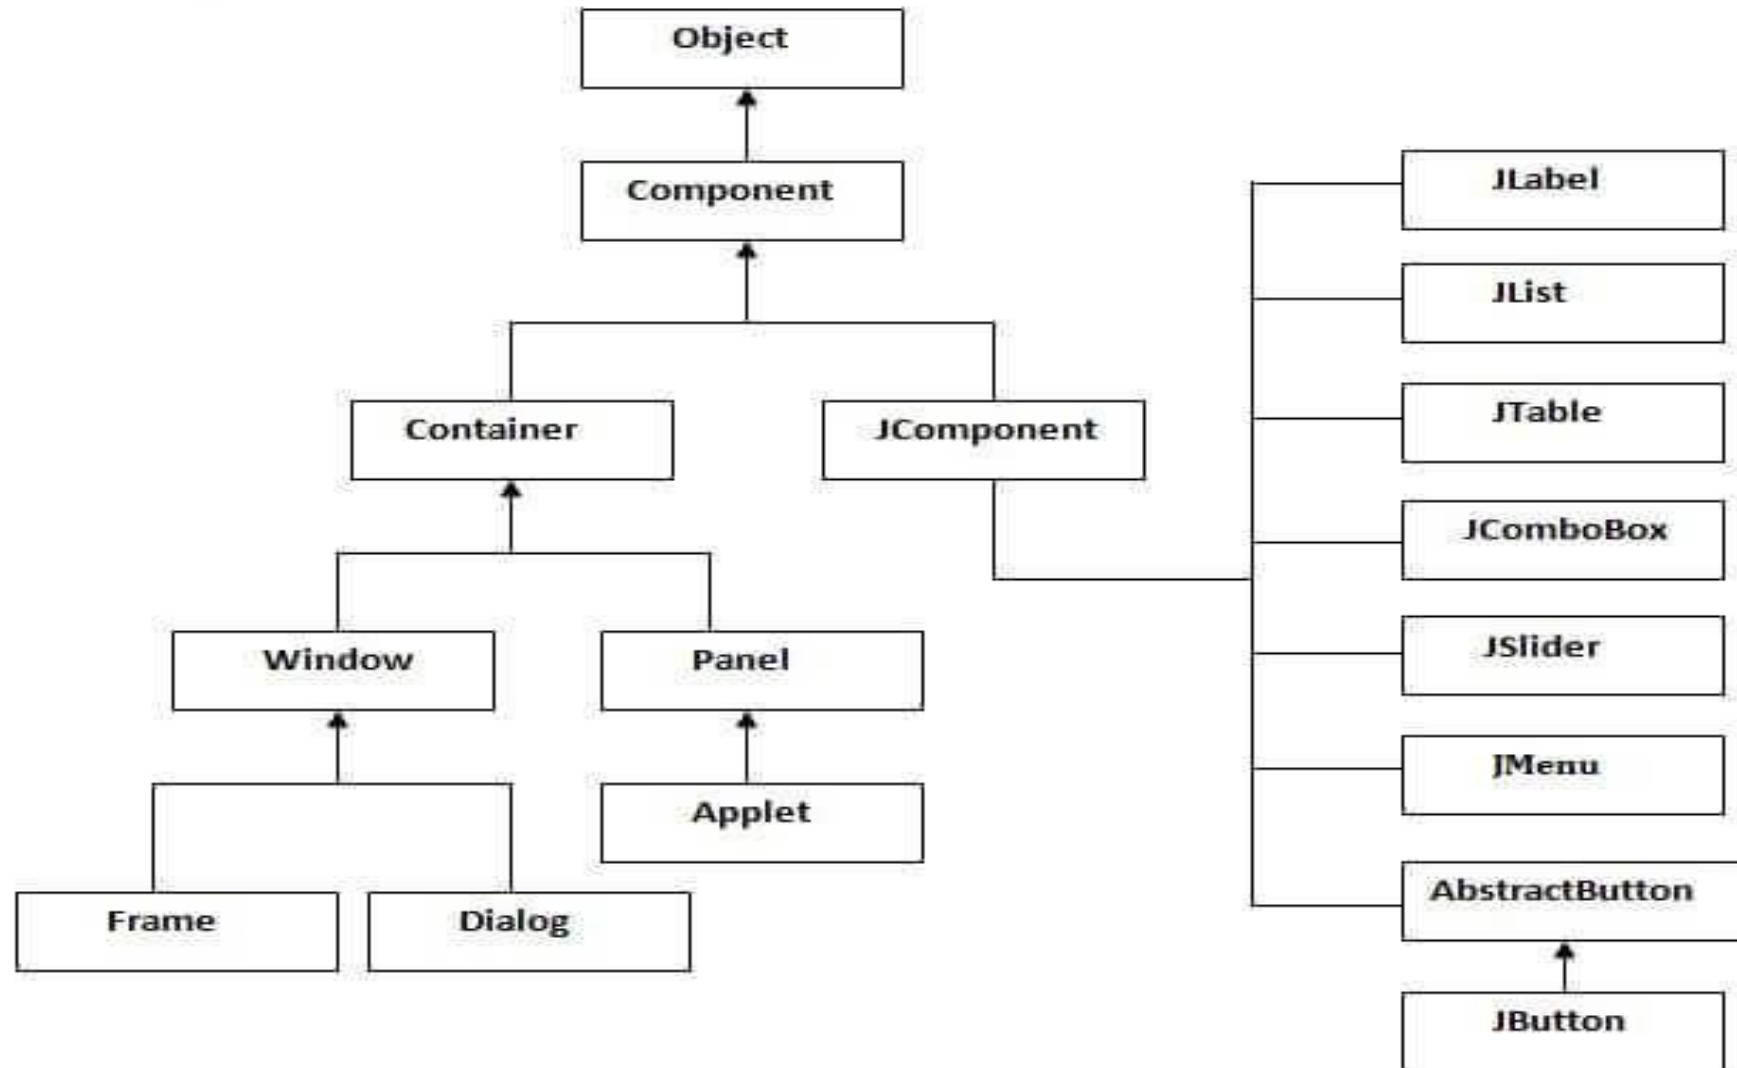 Object
Component
Container
JComponent
Window
Panel
Applet
Frame
Dialog
JLabel
JList
JTable
JComboBox
JSlider
JMenu
AbstractButton
JButton